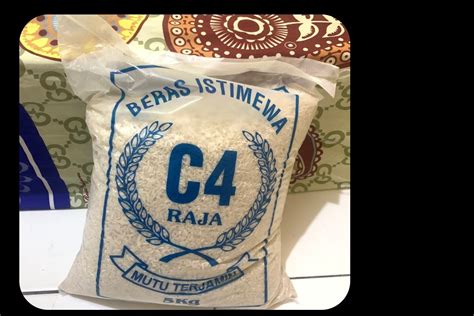 BERAS ISTIMEWA
C4
RAJA
MUTU TERJAMIN
5KG